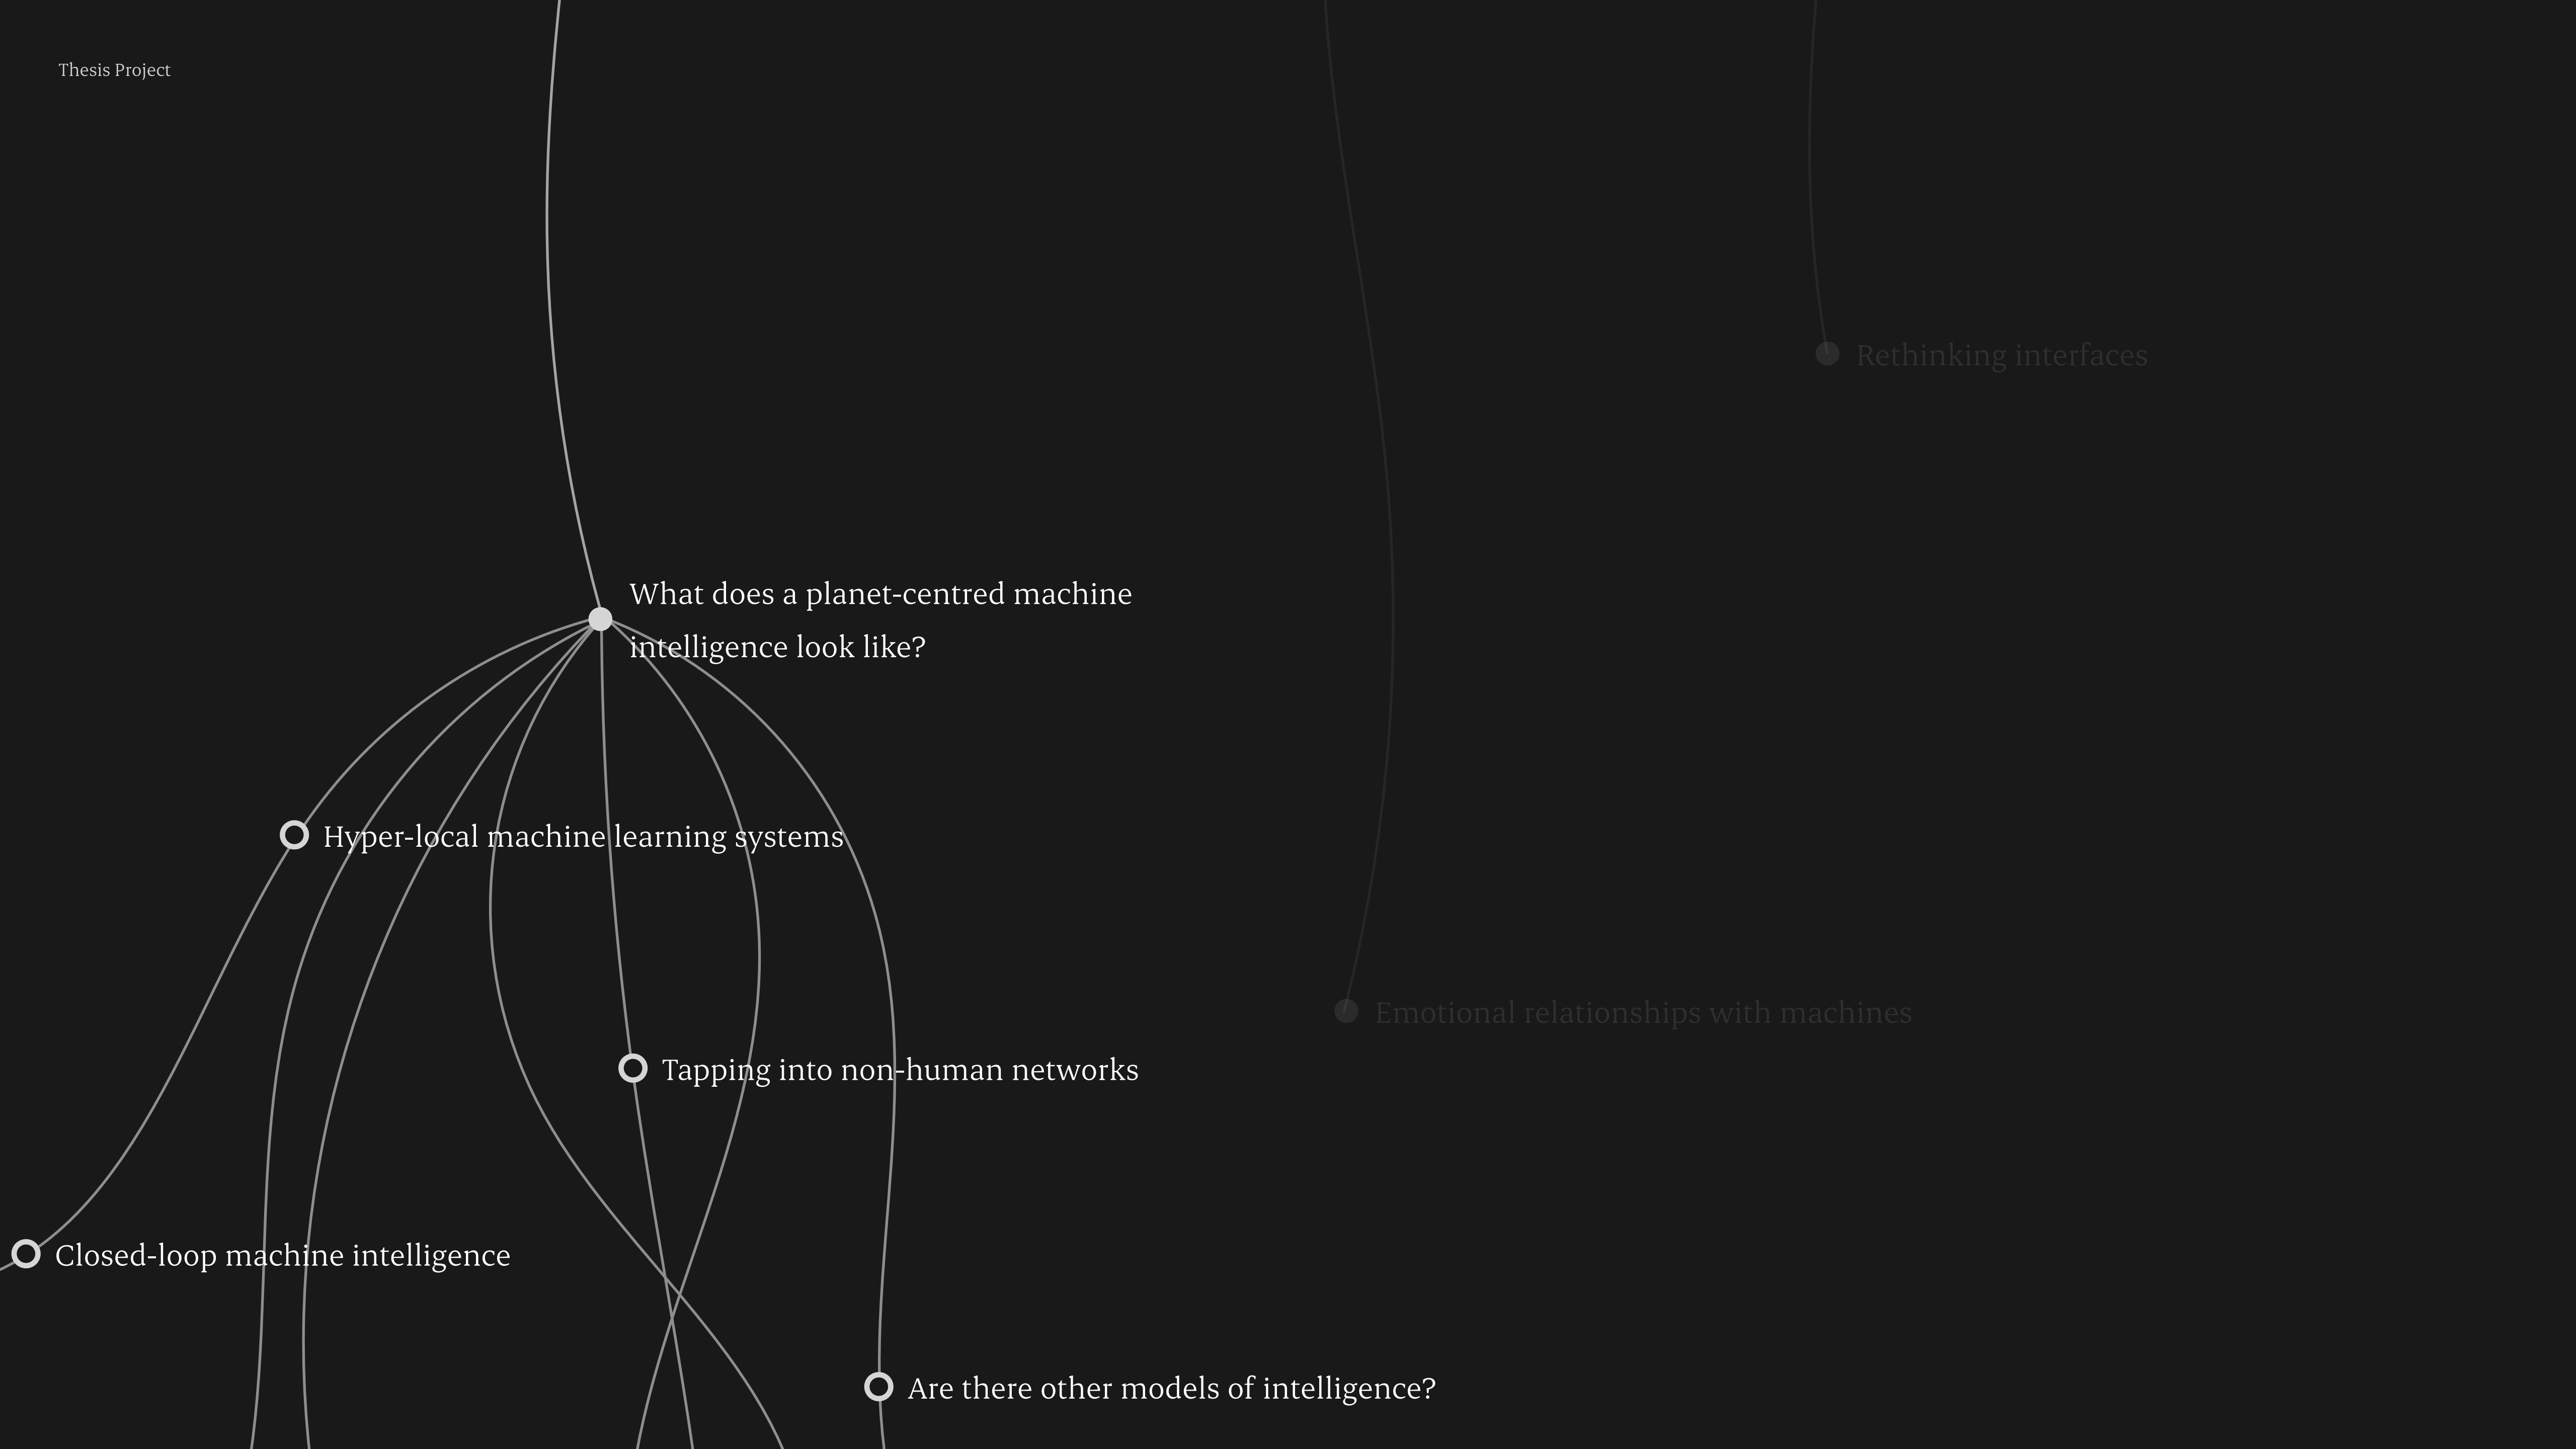 Thesis Project
Rethinking interfaces
What does a planet-centred machine
intelligence look like?
Hyper-local machine learning systems
Emotional relationships with machines
Tapping into non-human networks
Closed-loop machine intelligence
Are there other models of intelligence?